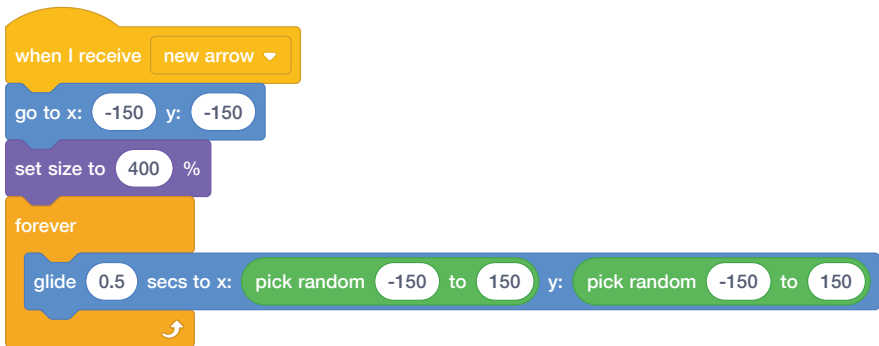 when I receive new arrow
go to x: -150 y: -150
set size to 400 %
forever
glide 0.5 secs to x: pick random -150 to 150 y: pick random -150 to 150